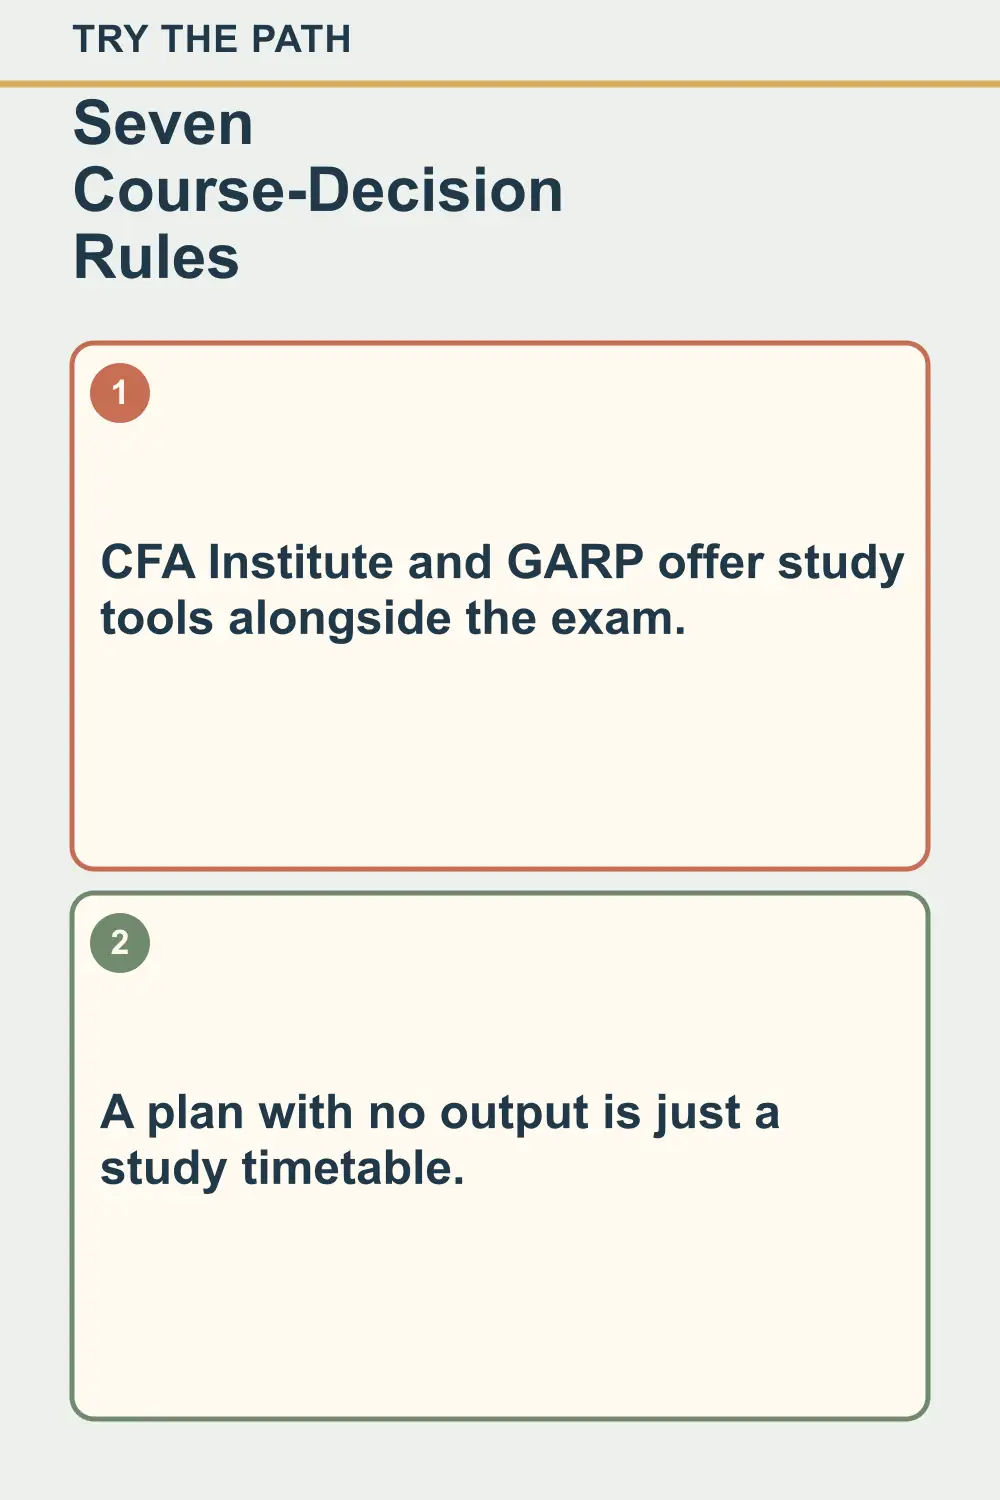 TRY THE PATH
Seven
Course-Decision
Rules
1
CFA Institute and GARP offer study
tools alongside the exam.
2
A plan with no output is just a
study timetable.